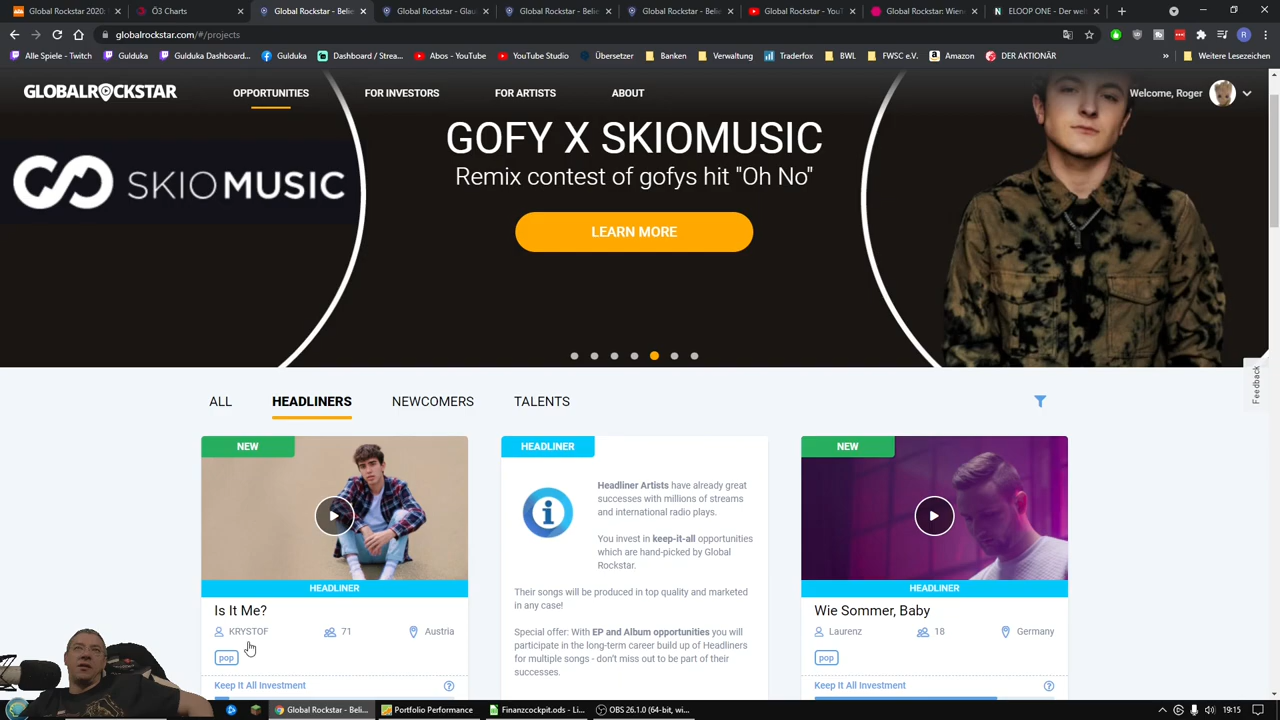 Global Rockstar 2020:
Ö3 Charts
Global Rockstar - Belie
Global Rockstar - Glau
Global Rockstar - Belie
Global Rockstar - Belie
YouTube
Global Rockstar Wien
ELOOP ONE - Der welt
globalrockstar.com/#/projects
Alle Spiele - Twitch
Gulduka
Gulduka Dashboard...
Gulduka
Dashboard / Strea...
Abos - YouTube
YouTube Studio
Übersetzer
Banken
Verwaltung
Traderfox
BWL
FWSC e.V.
Amazon
DER AKTIONÄR
»
Weitere Lesezeichen
GLOBALROCKSTAR
OPPORTUNITIES
FOR INVESTORS
FOR ARTISTS
ABOUT
Welcome, Roger
SKIOMUSIC
GOFY X SKIOMUSIC
Remix contest of gofys hit "Oh No"
LEARN MORE
Feedback
ALL
HEADLINERS
NEWCOMERS
TALENTS
NEW
HEADLINER
Is It Me?
KRYSTOF
71
Austria
pop
Keep It All Investment
HEADLINER
Headliner Artists have already great
successes with millions of streams
and international radio plays.
You invest in keep-it-all opportunities
which are hand-picked by Global
Rockstar.
Their songs will be produced in top quality and marketed
in any case!
Special offer: With EP and Album opportunities you will
participate in the long-term career build up of Headliners
for multiple songs - don't miss out to be part of their
successes.
NEW
HEADLINER
Wie Sommer, Baby
Laurenz
18
Germany
pop
Keep It All Investment
Global Rockstar - Beli...
Portfolio Performance
Finanzcockpit.ods - Li...
OBS 26.1.0 (64-bit, wi...
19:15